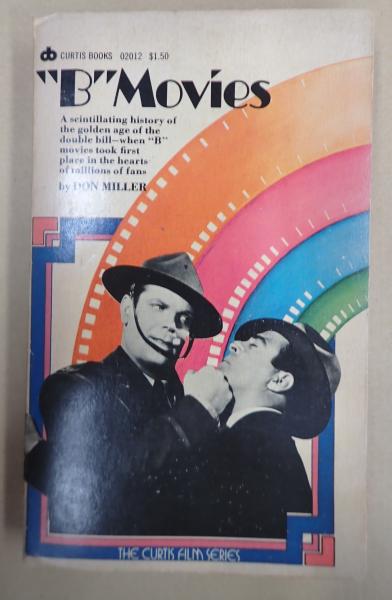 cb CURTIS BOOKS 02012 $1.50
"B" Movies
A scintillating history of
the golden age of the
double bill—when "B"
movies took first
place in the hearts
of millions of fans
by DON MILLER
THE CURTIS FILM SERIES